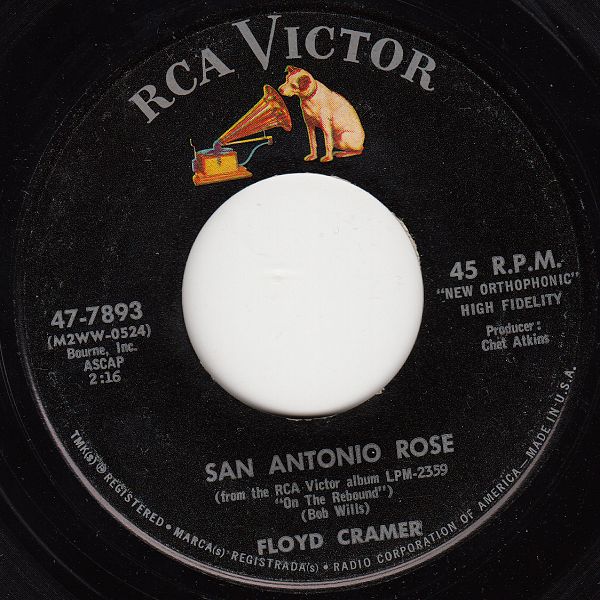 RCA VICTOR
47-7893
(M2WW-0524)
Bourne, Inc.
ASCAP
2:16
45 R.P.M.
"NEW ORTHOPHONIC"
HIGH FIDELITY
Producer:
Chet Atkins
SAN ANTONIO ROSE
(from the RCA Victor album LPM-2359
"On The Rebound")
(Bob Wills)
FLOYD CRAMER
TMK(s) ® REGISTERED • MARCA(s) REGISTRADA(s) • RADIO CORPORATION OF AMERICA—MADE IN U.S.A.